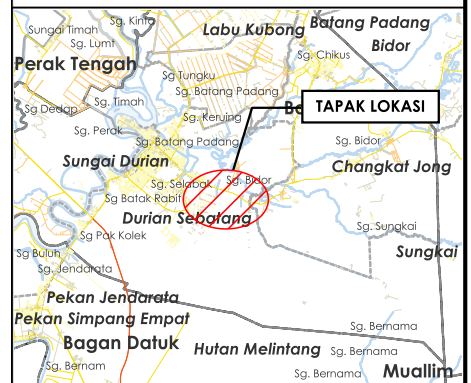 Sg. Kinta
Batang Padang
Sungai Timah
Labu Kubong
Sg. Lumt
Bidor
Sg. Chikus
Perak Tengah
Sg Tungku
Sg. Batang Padang
Sg. Timah
Sg Dedap
TAPAK LOKASI
Sg. Keruing
Sg. Perak
Sg. Batang Padang
Sg. Bidor
Sungai Durian
Changkat Jong
Sg. Selabak
Sg. Bidor
Sg Batak Rabit
Durian Sebatang
Sg. Sungkai
Sg Pak Kolek
Sungkai
Sg Buluh
Sg. Jendarata
Pekan Jendarata
Pekan Simpang Empat
Sg. Bernama
Bagan Datuk
Hutan Melintang
Sg. Bernama
Sg. Bernam
Sg. Bernama
Muallim